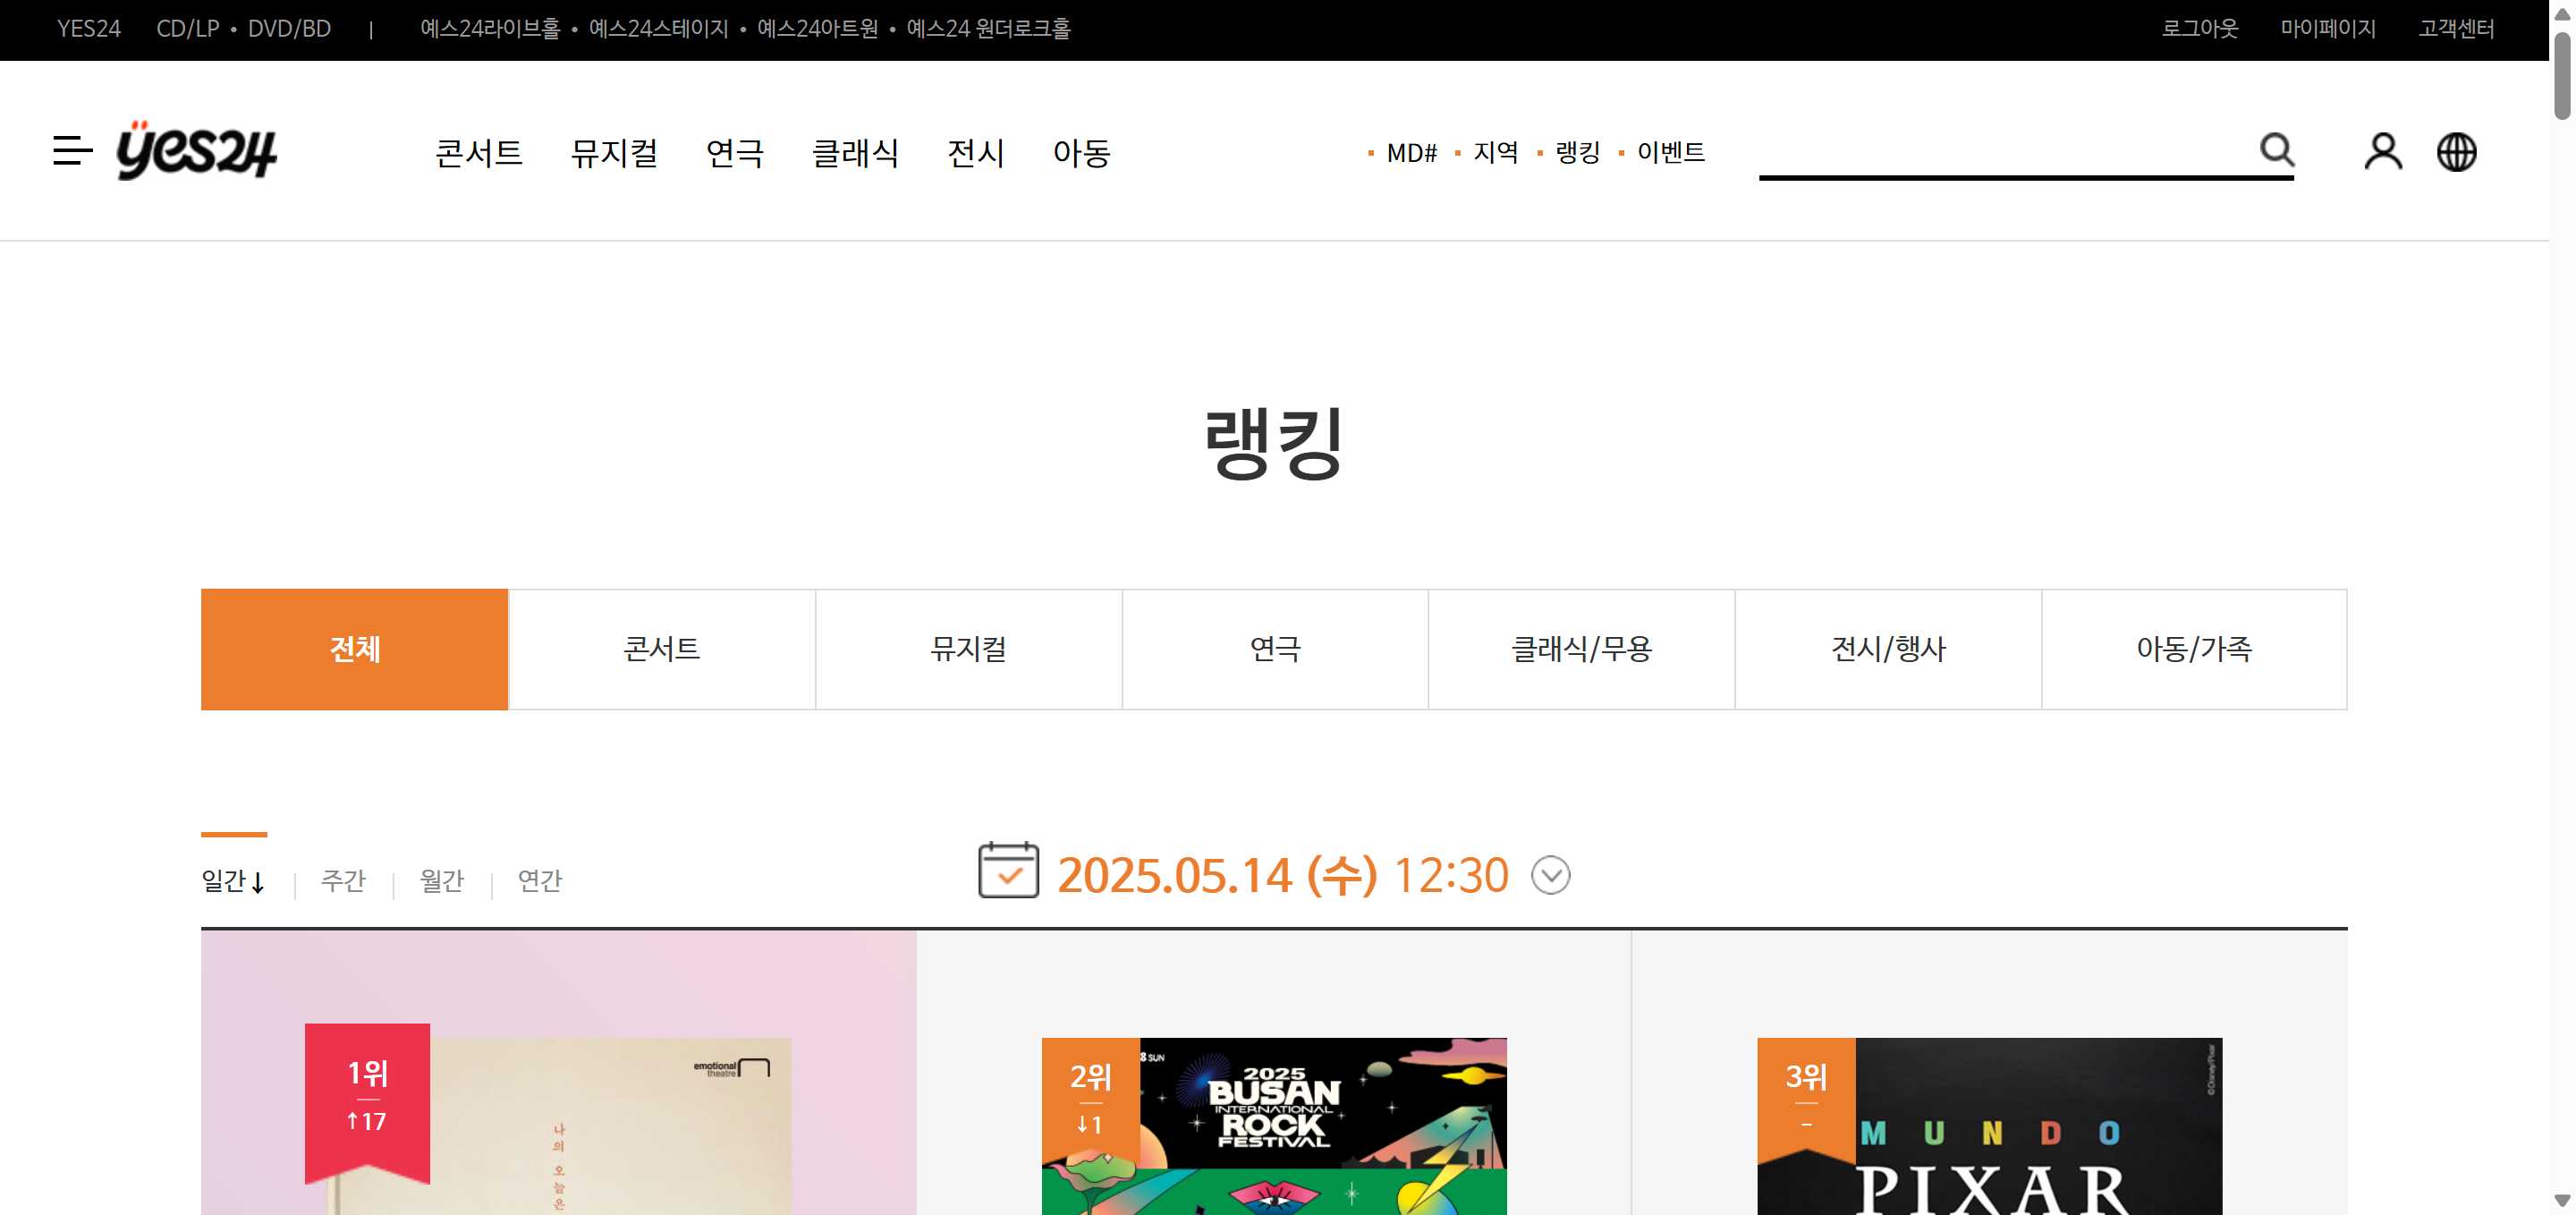 YES24 CD/LP • DVD/BD | 예스24라이브홀 • 예스24스테이지 • 예스24아트원 • 예스24 원더로크홀 로그아웃 마이페이지 고객센터
yes24 콘서트 뮤지컬 연극 클래식 전시 아동 MD# 지역 랭킹 이벤트
랭킹
전체 콘서트 뮤지컬 연극 클래식/무용 전시/행사 아동/가족
일간↓ 주간 월간 연간
2025.05.14 (수) 12:30
1위
↑17
emotional
theatre
나의 오늘은
2위
↓1
8 SUN
2025
BUSAN
INTERNATIONAL
ROCK
FESTIVAL
3위
–
©Disney/Pixar
MUNDO
PIXAR